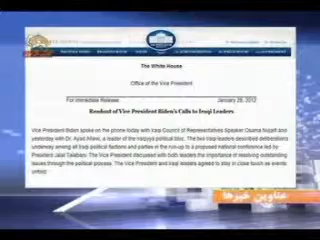 The White House
Office of the Vice President
For Immediate Release
January 28, 2012
Readout of Vice President Biden's Calls to Iraqi Leaders
Vice President Biden spoke on the phone today with Iraqi Council of Representatives Speaker Osama Nujaifi and
yesterday with Dr. Ayad Allawi, a leader of the Iraqiya political bloc. The two Iraqi leaders described deliberations
underway among all Iraqi political factions and parties in the run-up to a proposed national conference led by
President Jalal Talabani. The Vice President discussed with both leaders the importance of resolving outstanding
issues through the political process. The Vice President and Iraqi leaders agreed to stay in close touch as events
unfold.
عناوین خبرها